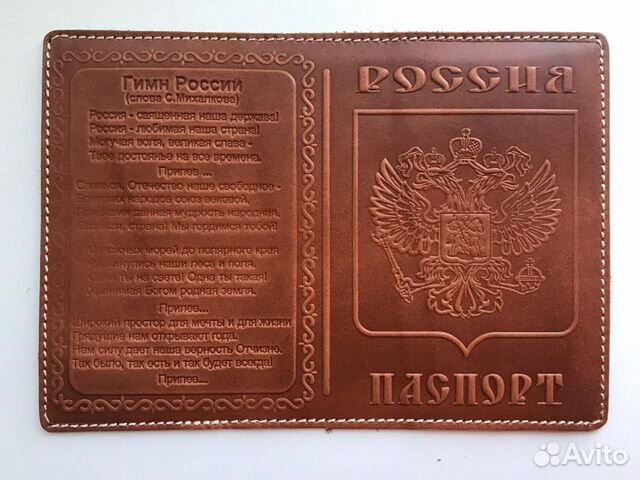 Гимн России
(слова С.Михалкова)
Россия - священная наша держава!
Россия - любимая наша страна!
Могучая воля, великая слава -
Твое достоянье на все времена.
Припев ...
Славься, Отечество наше свободное -
Братских народов союз вековой.
Предками данная мудрость народная.
Славься, страна! Мы гордимся тобой!
От южных морей до полярного края
Раскинулись наши леса и поля.
Одна ты на свете! Одна ты такая!
Хранимая Богом родная земля.
Припев...
Широкий простор для мечты и для жизни
Грядущие нам открывают года.
Нам силу дает наша верность Отчизне.
Так было, так есть и так будет всегда!
Припев...
РОССИЯ
ПАСПОРТ
Avito